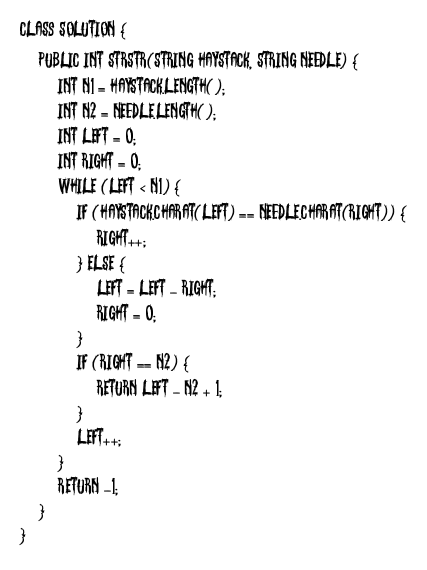 CLASS SOLUTION {
PUBLIC INT STRSTR(STRING HAYSTACK, STRING NEEDLE) {
INT N1 = HAYSTACK.LENGTH();
INT N2 = NEEDLE.LENGTH();
INT LEFT = 0;
INT RIGHT = 0;
WHILE (LEFT < N1) {
IF (HAYSTACK.CHARAT(LEFT) == NEEDLE.CHARAT(RIGHT)) {
RIGHT++;
} ELSE {
LEFT = LEFT - RIGHT;
RIGHT = 0;
}
IF (RIGHT == N2) {
RETURN LEFT - N2 + 1;
}
LEFT++;
}
RETURN -1;
}
}